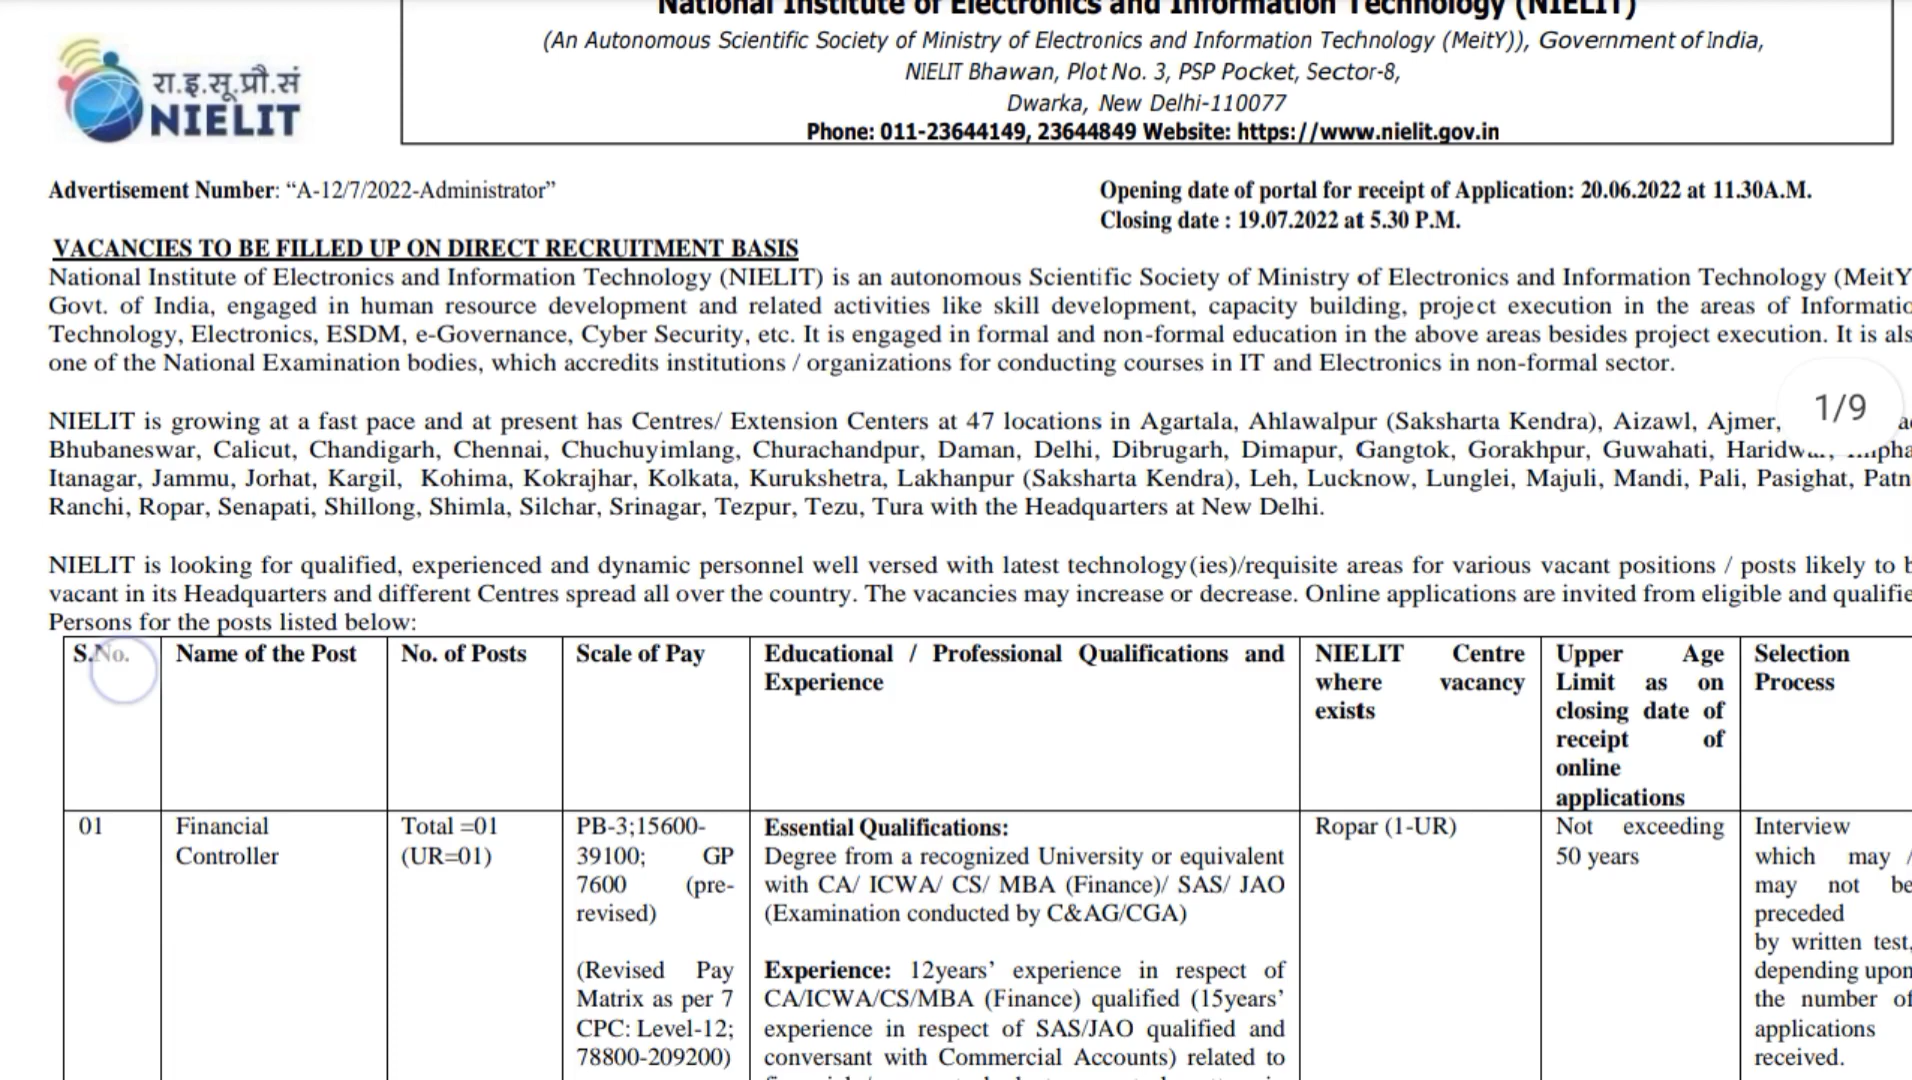 National Institute of Electronics and Information Technology (NIELIT)
(An Autonomous Scientific Society of Ministry of Electronics and Information Technology (MeitY)), Government of India,
NIELIT Bhawan, Plot No. 3, PSP Pocket, Sector-8,
Dwarka, New Delhi-110077
Phone: 011-23644149, 23644849 Website: https://www.nielit.gov.in
रा.इ.सू.प्रौ.सं
NIELIT
Advertisement Number: “A-12/7/2022-Administrator”
Opening date of portal for receipt of Application: 20.06.2022 at 11.30A.M.
Closing date : 19.07.2022 at 5.30 P.M.
VACANCIES TO BE FILLED UP ON DIRECT RECRUITMENT BASIS
National Institute of Electronics and Information Technology (NIELIT) is an autonomous Scientific Society of Ministry of Electronics and Information Technology (MeitY
Govt. of India, engaged in human resource development and related activities like skill development, capacity building, project execution in the areas of Informatio
Technology, Electronics, ESDM, e-Governance, Cyber Security, etc. It is engaged in formal and non-formal education in the above areas besides project execution. It is als
one of the National Examination bodies, which accredits institutions / organizations for conducting courses in IT and Electronics in non-formal sector.
1/9
NIELIT is growing at a fast pace and at present has Centres/ Extension Centers at 47 locations in Agartala, Ahlawalpur (Saksharta Kendra), Aizawl, Ajmer,
Bhubaneswar, Calicut, Chandigarh, Chennai, Chuchuyimlang, Churachandpur, Daman, Delhi, Dibrugarh, Dimapur, Gangtok, Gorakhpur, Guwahati,
Itanagar, Jammu, Jorhat, Kargil, Kohima, Kokrajhar, Kolkata, Kurukshetra, Lakhanpur (Saksharta Kendra), Leh, Lucknow, Lunglei, Majuli, Mandi, Pali, Pasighat, Patn
Ranchi, Ropar, Senapati, Shillong, Shimla, Silchar, Srinagar, Tezpur, Tezu, Tura with the Headquarters at New Delhi.
NIELIT is looking for qualified, experienced and dynamic personnel well versed with latest technology(ies)/requisite areas for various vacant positions / posts likely to b
vacant in its Headquarters and different Centres spread all over the country. The vacancies may increase or decrease. Online applications are invited from eligible and qualifie
Persons for the posts listed below:
S.No.
Name of the Post
No. of Posts
Scale of Pay
Educational / Professional Qualifications and
Experience
NIELIT Centre
where vacancy
exists
Upper Age
Limit as on
closing date of
receipt of
online
applications
Selection
Process
01
Financial
Controller
Total =01
(UR=01)
PB-3;15600-
39100; GP
7600 (pre-
revised)
(Revised Pay
Matrix as per 7
CPC: Level-12;
78800-209200)
Essential Qualifications:
Degree from a recognized University or equivalent
with CA/ ICWA/ CS/ MBA (Finance)/ SAS/ JAO
(Examination conducted by C&AG/CGA)
Experience: 12years’ experience in respect of
CA/ICWA/CS/MBA (Finance) qualified (15years’
experience in respect of SAS/JAO qualified and
conversant with Commercial Accounts) related to
Ropar (1-UR)
Not exceeding
50 years
Interview
which may /
may not be
preceded
by written test,
depending upon
the number of
applications
received.